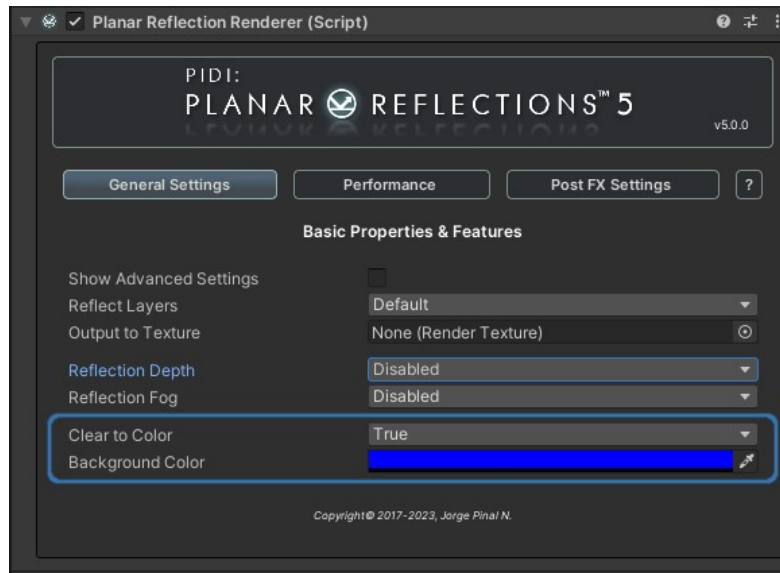 Planar Reflection Renderer (Script)
PIDI:
PLANAR REFLECTIONS™ 5
v5.0.0
General Settings Performance Post FX Settings ?
Basic Properties & Features
Show Advanced Settings
Reflect Layers Default
Output to Texture None (Render Texture)
Reflection Depth Disabled
Reflection Fog Disabled
Clear to Color True
Background Color
Copyright© 2017-2023, Jorge Pinal N.